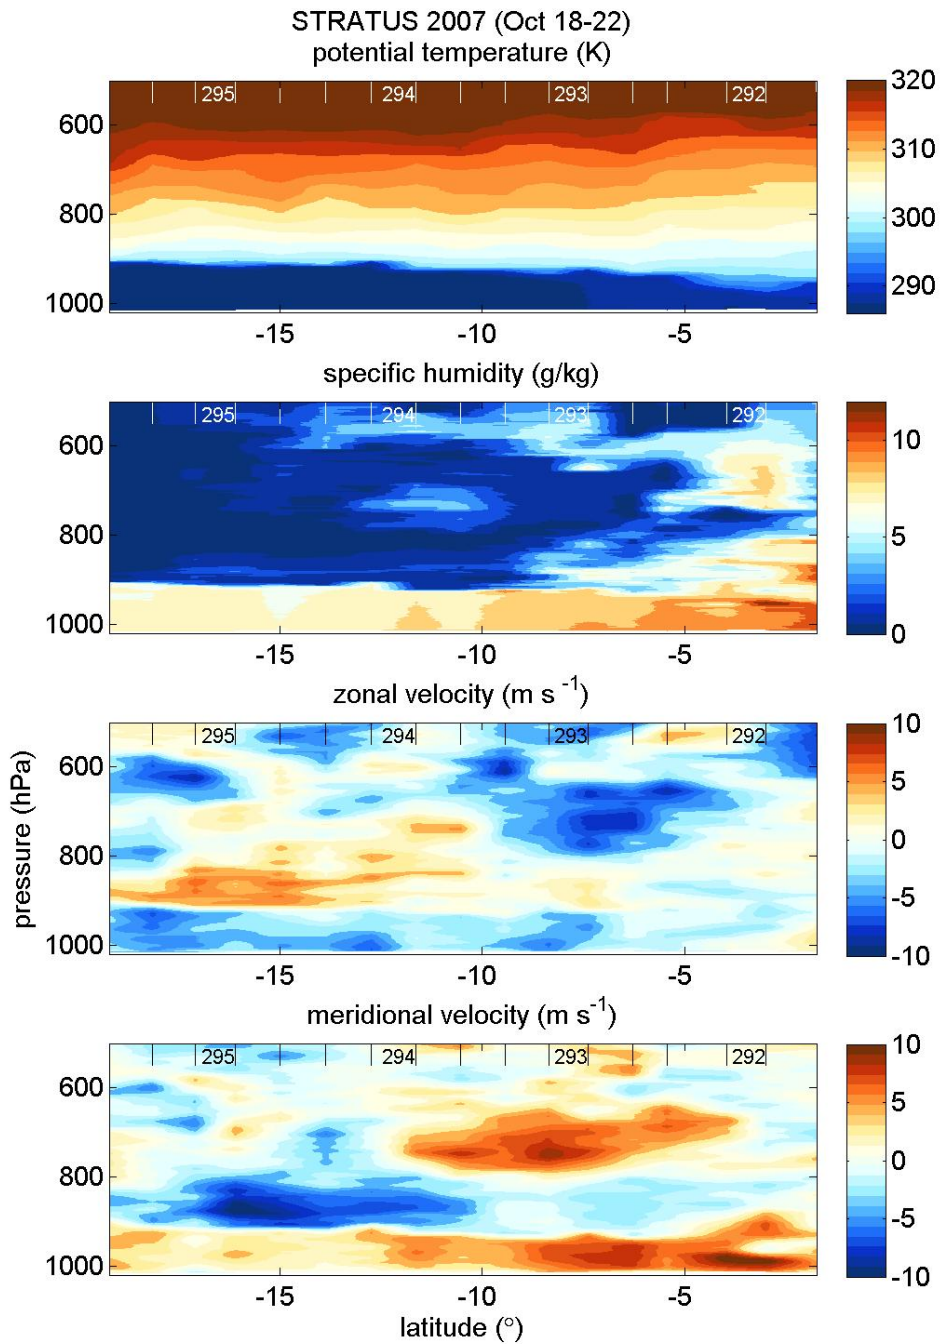 STRATUS 2007 (Oct 18-22)
potential temperature (K)
295 294 293 292
600
800
1000
-15 -10 -5
320
310
300
290
specific humidity (g/kg)
295 294 293 292
600
800
1000
-15 -10 -5
10
5
0
zonal velocity (m s⁻¹)
295 294 293 292
600
800
1000
-15 -10 -5
10
5
0
-5
-10
pressure (hPa)
meridional velocity (m s⁻¹)
295 294 293 292
600
800
1000
-15 -10 -5
10
5
0
-5
-10
latitude (°)